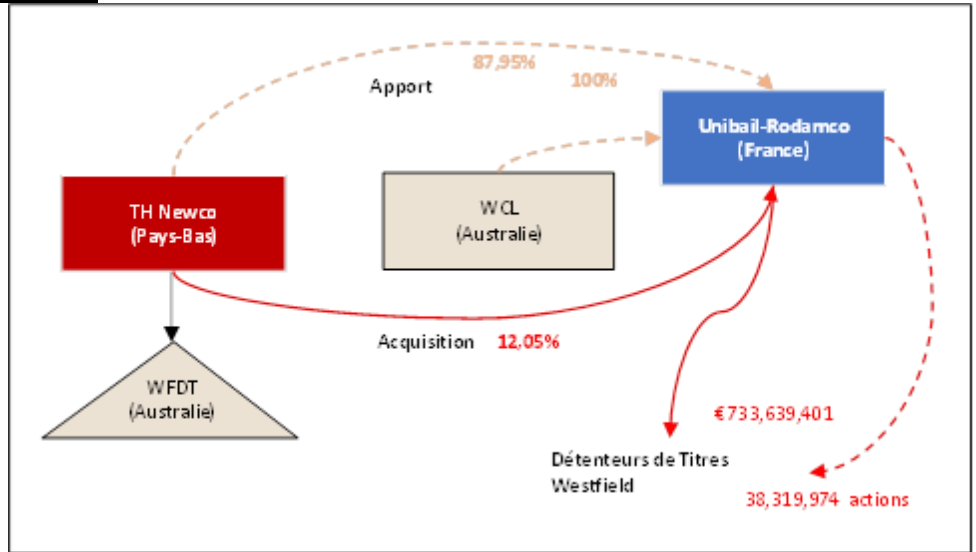 87,95%
Apport
100%
Unibail-Rodamco
(France)
TH Newco
(Pays-Bas)
WCL
(Australie)
Acquisition 12,05%
WFDT
(Australie)
€733,639,401
Détenteurs de Titres
Westfield
38,319,974 actions